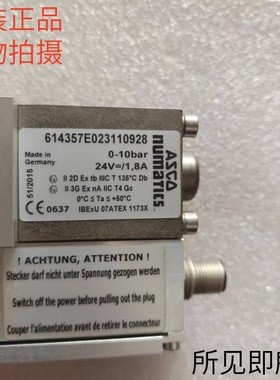 装正品
物拍摄
614357E023110928
0-10bar
24V=/1,8A
Made in
Germany
51/2015
ASCO
numatics
II 2D Ex tb IIIC T 135°C Db
II 3G Ex nA IIC T4 Gc
0°C ≤ Ta ≤ +50°C
CE 0637 IBExU 07ATEX 1173X
! ACHTUNG, ATTENTION !
Stecker darf nicht unter Spannung gezogen werden
Switch off the power before pulling out the plug
Couper l'alimentation avant de retirer le connecteur
所见即所